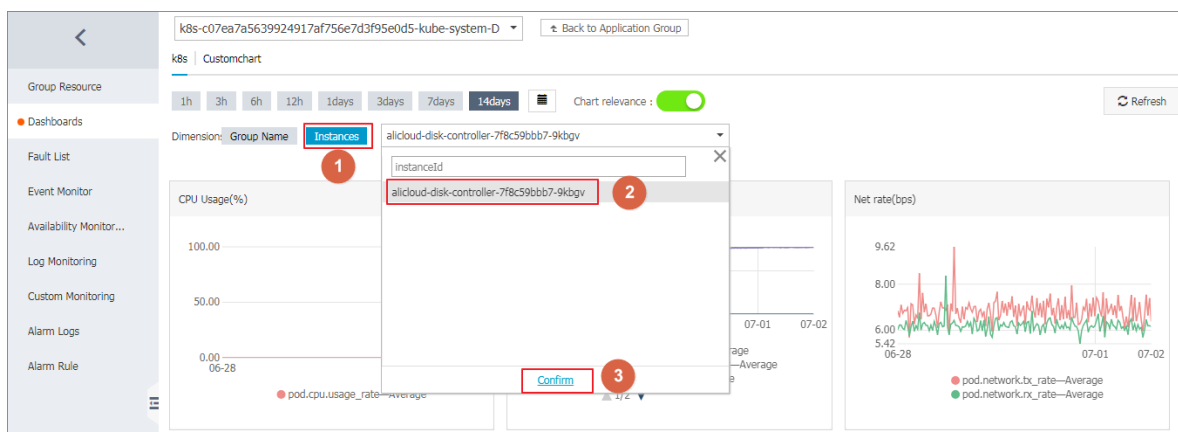 k8s-c07ea7a5639924917af756e7d3f95e0d5-kube-system-D
Back to Application Group
k8s Customchart
Group Resource
Dashboards
Fault List
Event Monitor
Availability Monitor...
Log Monitoring
Custom Monitoring
Alarm Logs
Alarm Rule
1h 3h 6h 12h 1days 3days 7days 14days Chart relevance :
Refresh
Dimension: Group Name Instances alicloud-disk-controller-7f8c59bbb7-9kbgv
1
instanceId
alicloud-disk-controller-7f8c59bbb7-9kbgv 2
Confirm 3
CPU Usage(%)
100.00
50.00
0.00
06-28
pod.cpu.usage_rate—Average
07-01 07-02
age
—Average
e
1/2
Net rate(bps)
9.62
8.00
6.00
5.42
06-28 07-01 07-02
pod.network.tx_rate—Average
pod.network.rx_rate—Average